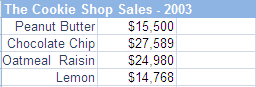 The Cookie Shop Sales - 2003
Peanut Butter $15,500
Chocolate Chip $27,589
Oatmeal Raisin $24,980
Lemon $14,768